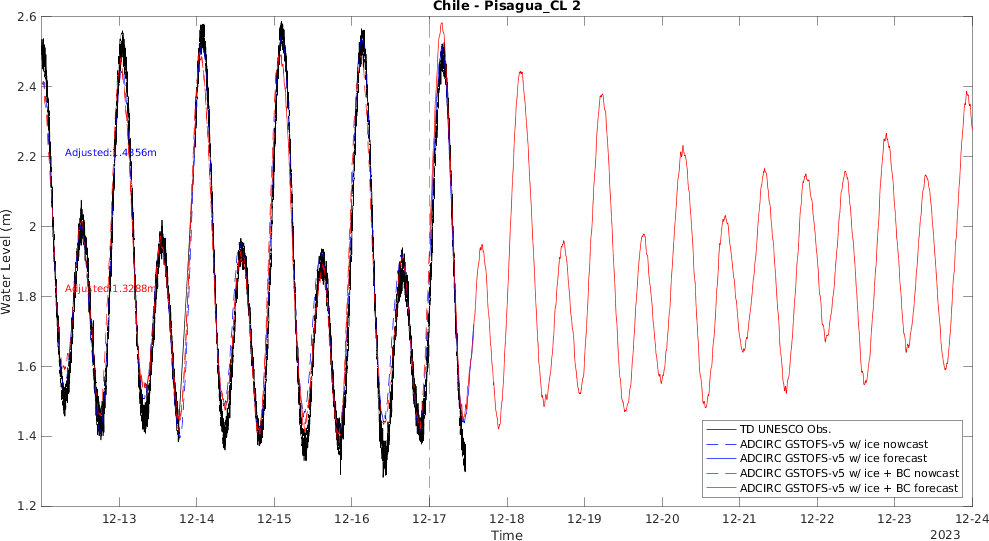 Chile - Pisagua_CL 2
2.6
2.4
2.2
2
1.8
1.6
1.4
1.2
Water Level (m)
Adjusted:1.4356m
Adjusted:1.3288m
TD UNESCO Obs.
ADCIRC GSTOFS-v5 w/ ice nowcast
ADCIRC GSTOFS-v5 w/ ice forecast
ADCIRC GSTOFS-v5 w/ ice + BC nowcast
ADCIRC GSTOFS-v5 w/ ice + BC forecast
12-13 12-14 12-15 12-16 12-17 12-18 12-19 12-20 12-21 12-22 12-23 12-24
Time
2023